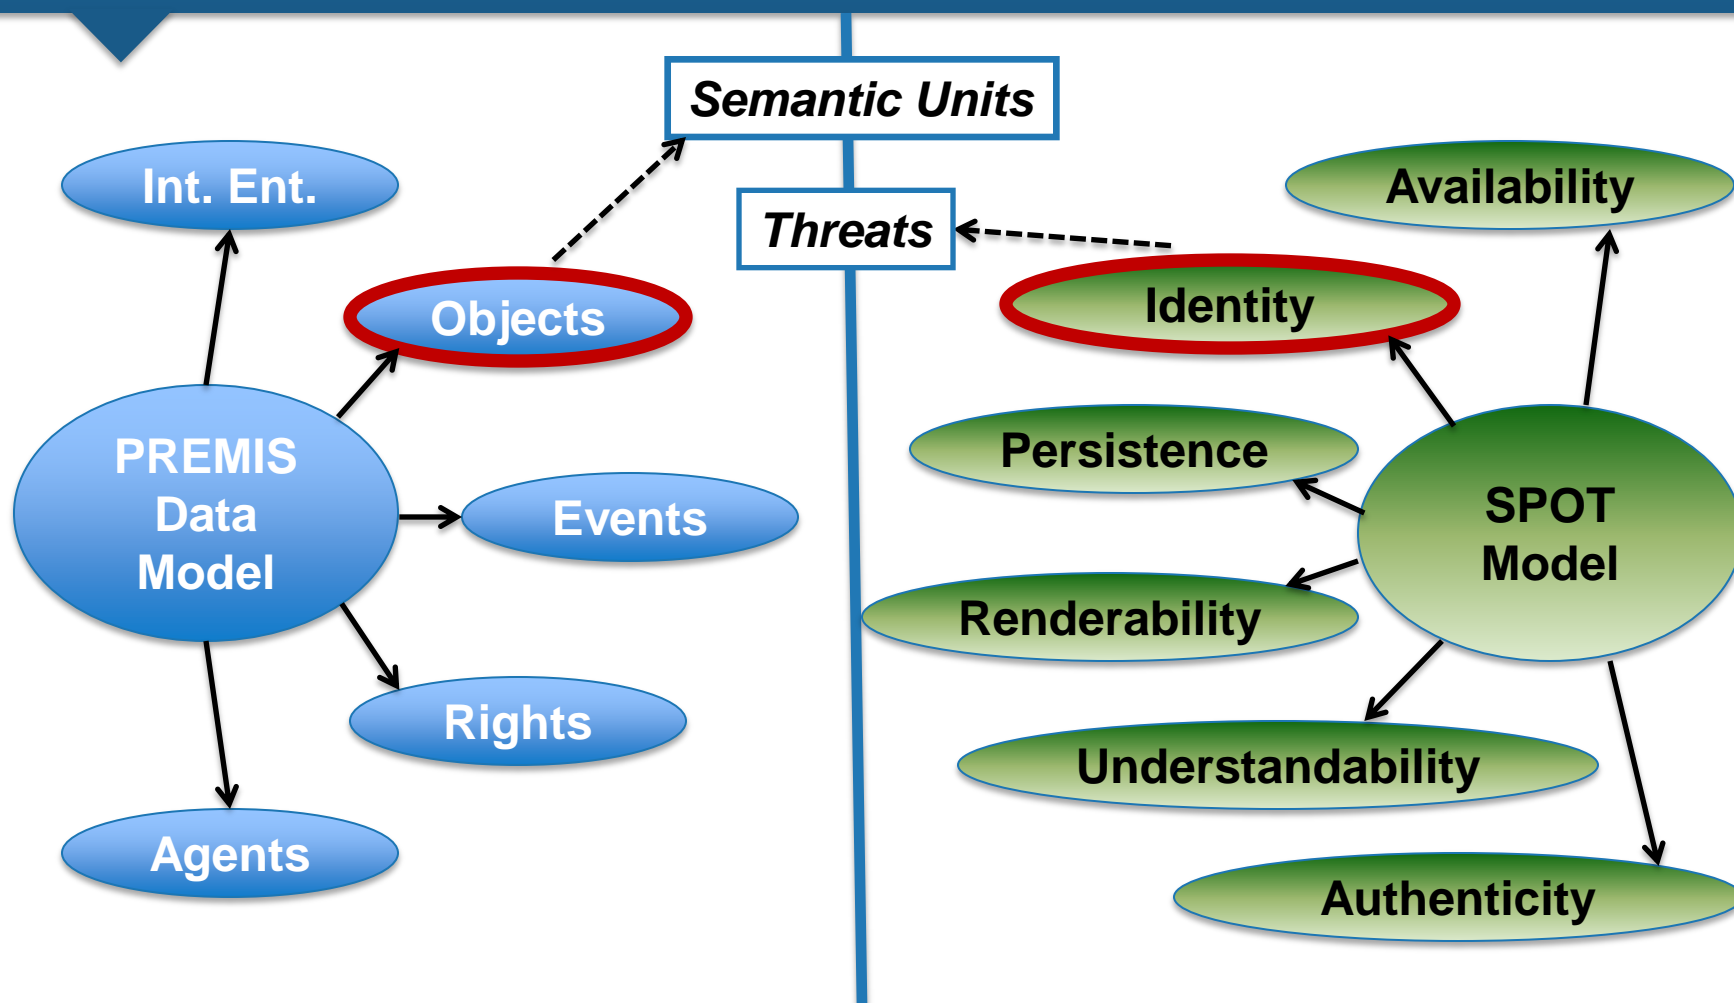 Semantic Units
Threats
Int. Ent.
Objects
PREMIS
Data
Model
Events
Rights
Agents
Availability
Identity
Persistence
SPOT
Model
Renderability
Understandability
Authenticity